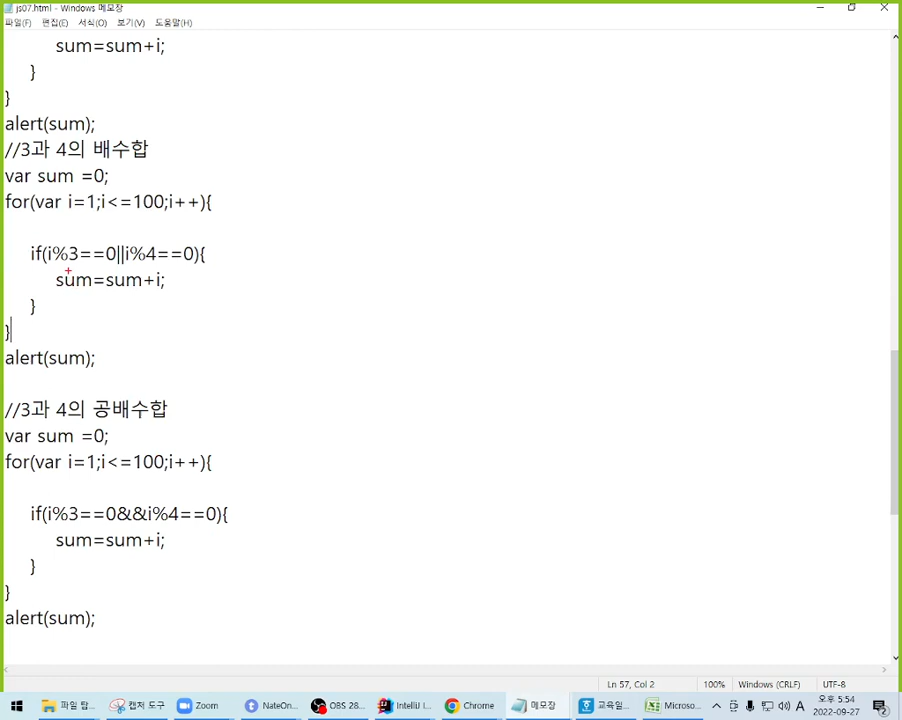 js07.html - Windows 메모장
파일(F) 편집(E) 서식(O) 보기(V) 도움말(H)
sum=sum+i;
}
}
alert(sum);
//3과 4의 배수합
var sum =0;
for(var i=1;i<=100;i++){
if(i%3==0||i%4==0){
sum=sum+i;
}
}
alert(sum);
//3과 4의 공배수합
var sum =0;
for(var i=1;i<=100;i++){
if(i%3==0&&i%4==0){
sum=sum+i;
}
}
alert(sum);
Ln 57, Col 2 100% Windows (CRLF) UTF-8
파일 탐... 캡처 도구 Zoom NateOn... OBS 28... IntelliJ I... Chrome 메모장 교육일... Microso... A 오후 5:54
2022-09-27 2